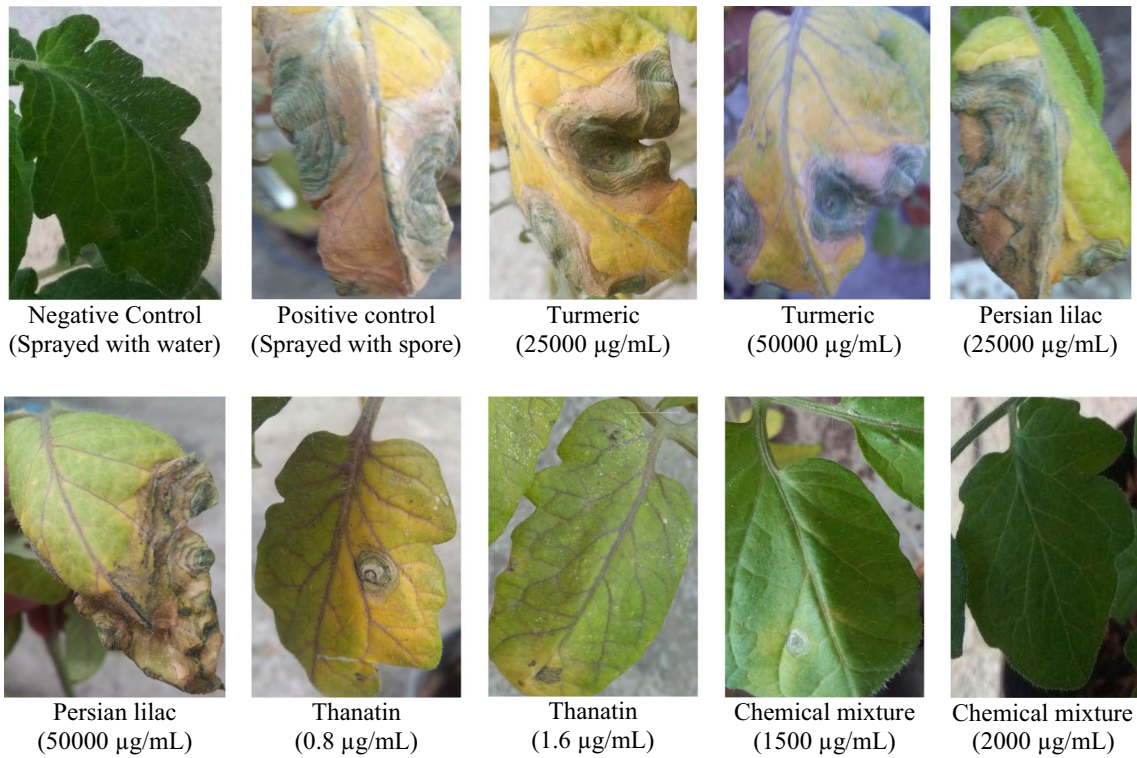 Negative Control
(Sprayed with water)
Positive control
(Sprayed with spore)
Turmeric
(25000 µg/mL)
Turmeric
(50000 µg/mL)
Persian lilac
(25000 µg/mL)
Persian lilac
(50000 µg/mL)
Thanatin
(0.8 µg/mL)
Thanatin
(1.6 µg/mL)
Chemical mixture
(1500 µg/mL)
Chemical mixture
(2000 µg/mL)